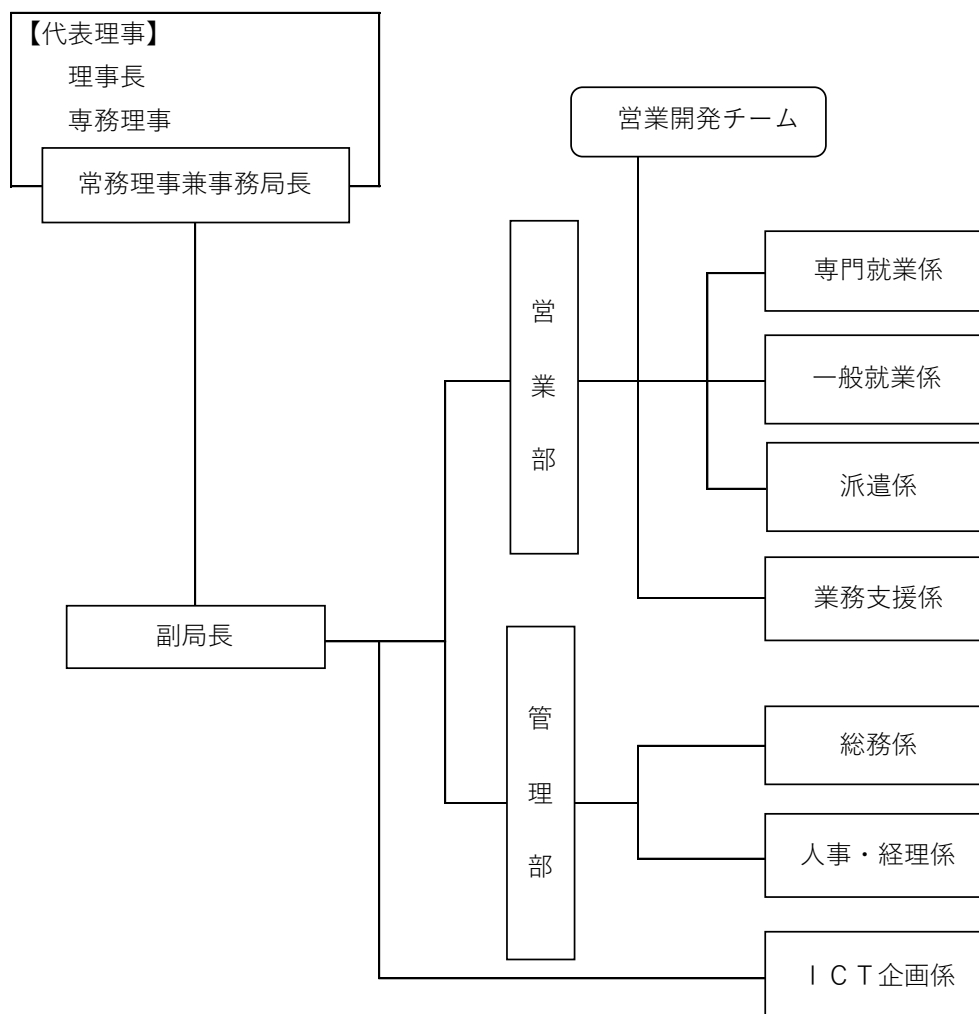 【代表理事】
理事長
専務理事
常務理事兼事務局長
営業開発チーム
営業部
専門就業係
一般就業係
派遣係
業務支援係
副局長
管理部
総務係
人事・経理係
ＩＣＴ企画係